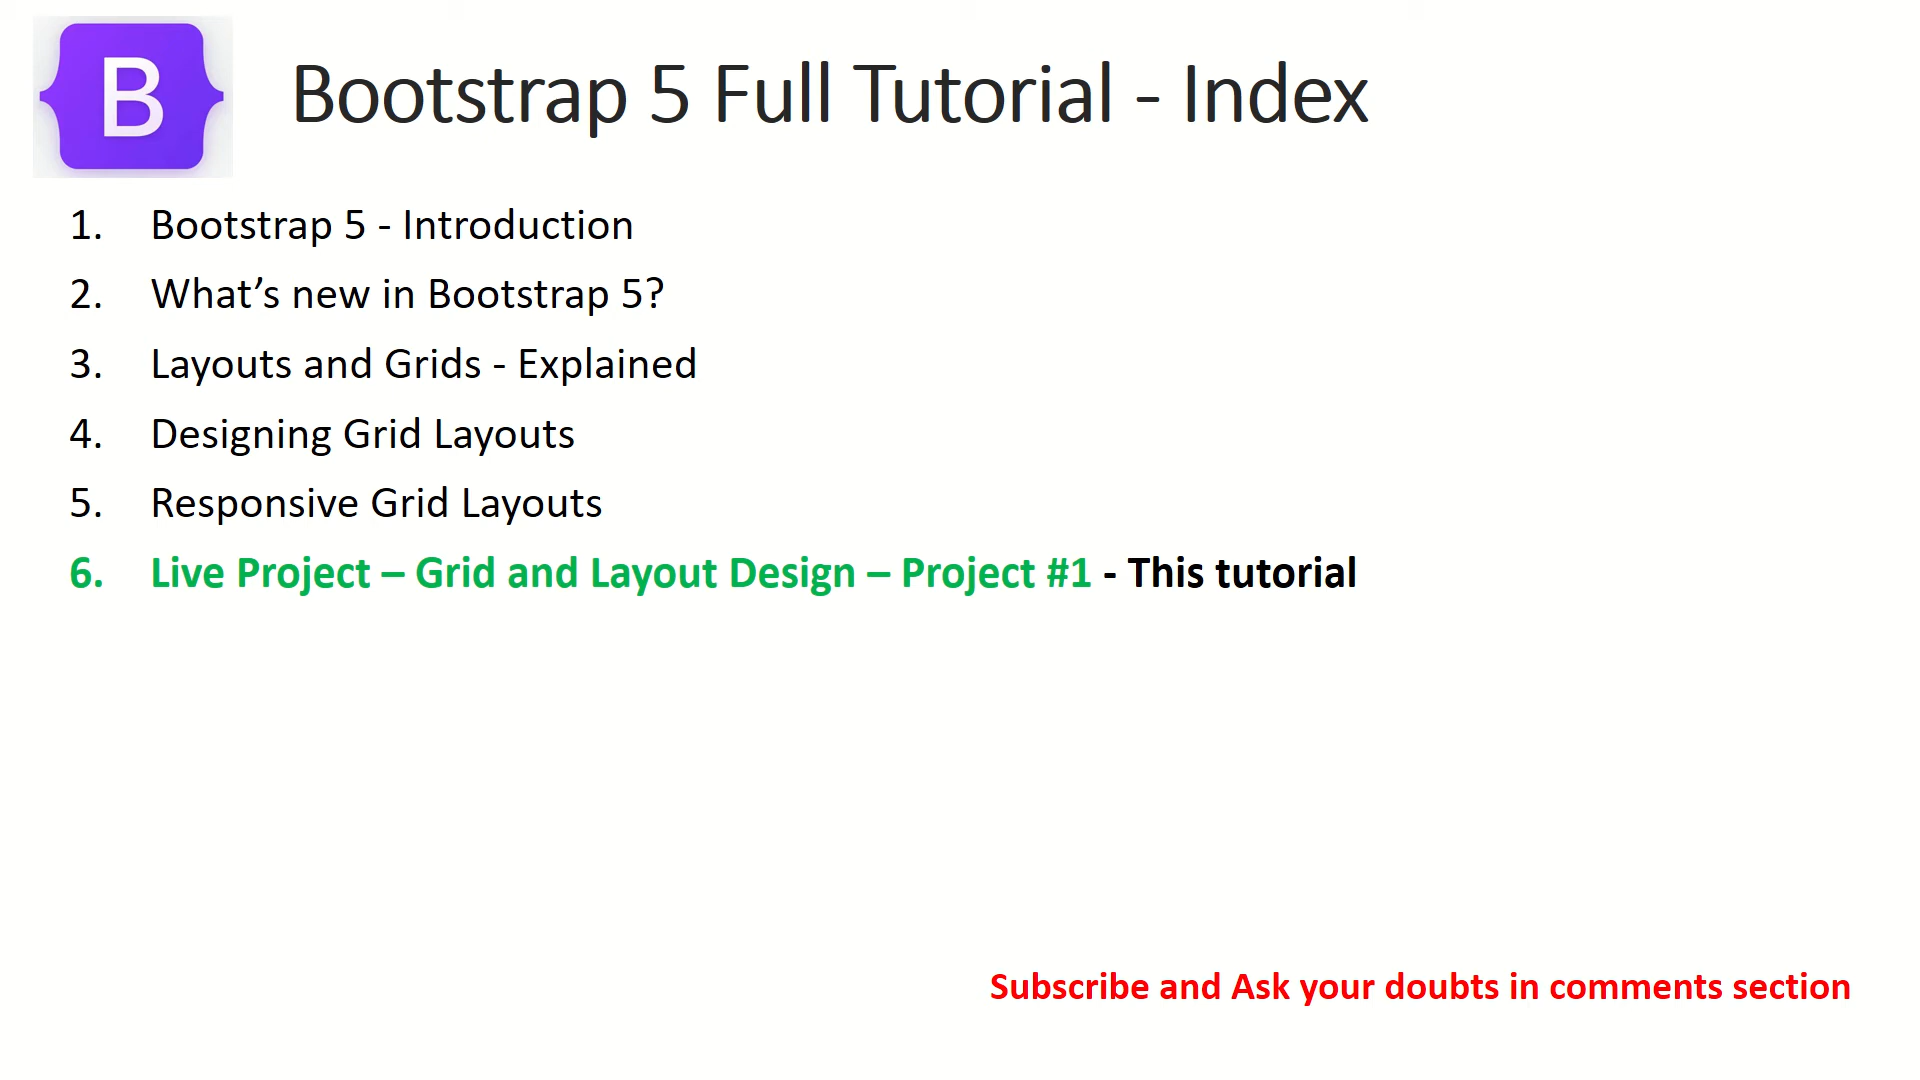 B
Bootstrap 5 Full Tutorial - Index
1. Bootstrap 5 - Introduction
2. What’s new in Bootstrap 5?
3. Layouts and Grids - Explained
4. Designing Grid Layouts
5. Responsive Grid Layouts
6. Live Project – Grid and Layout Design – Project #1 - This tutorial
Subscribe and Ask your doubts in comments section